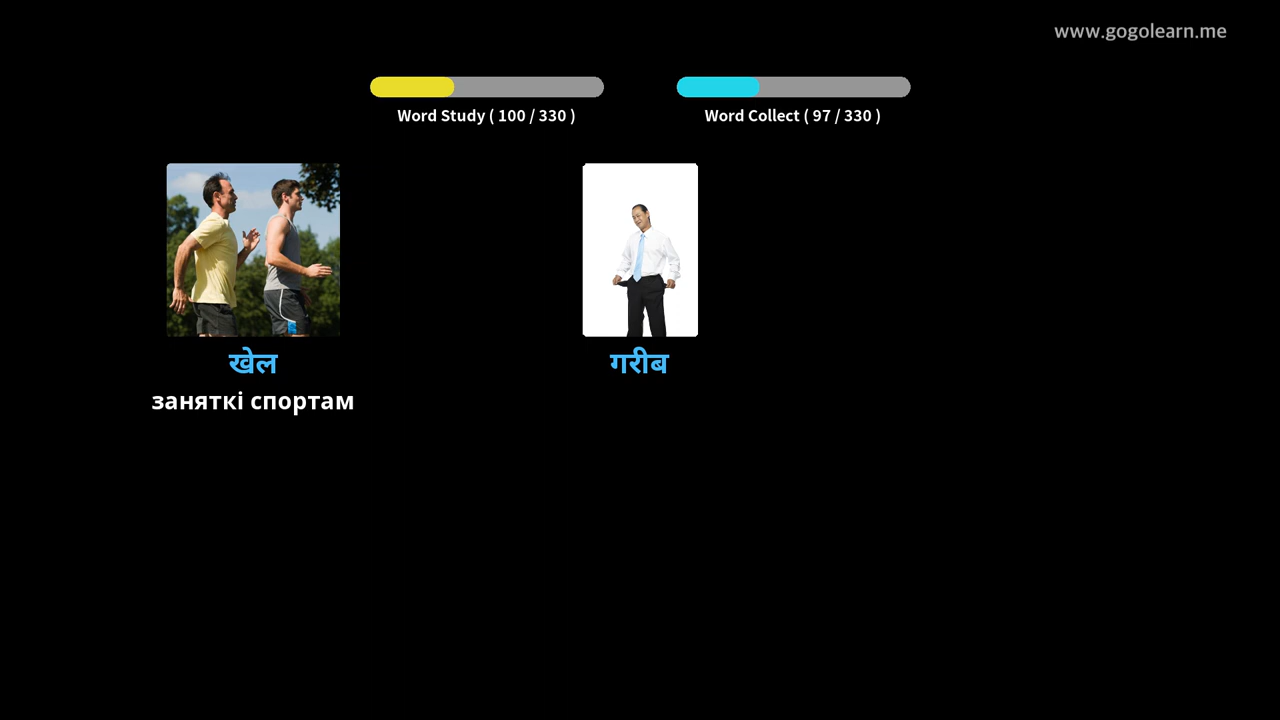 www.gogolearn.me
Word Study ( 100 / 330 )
Word Collect ( 97 / 330 )
खेल
गरीब
заняткі спортам